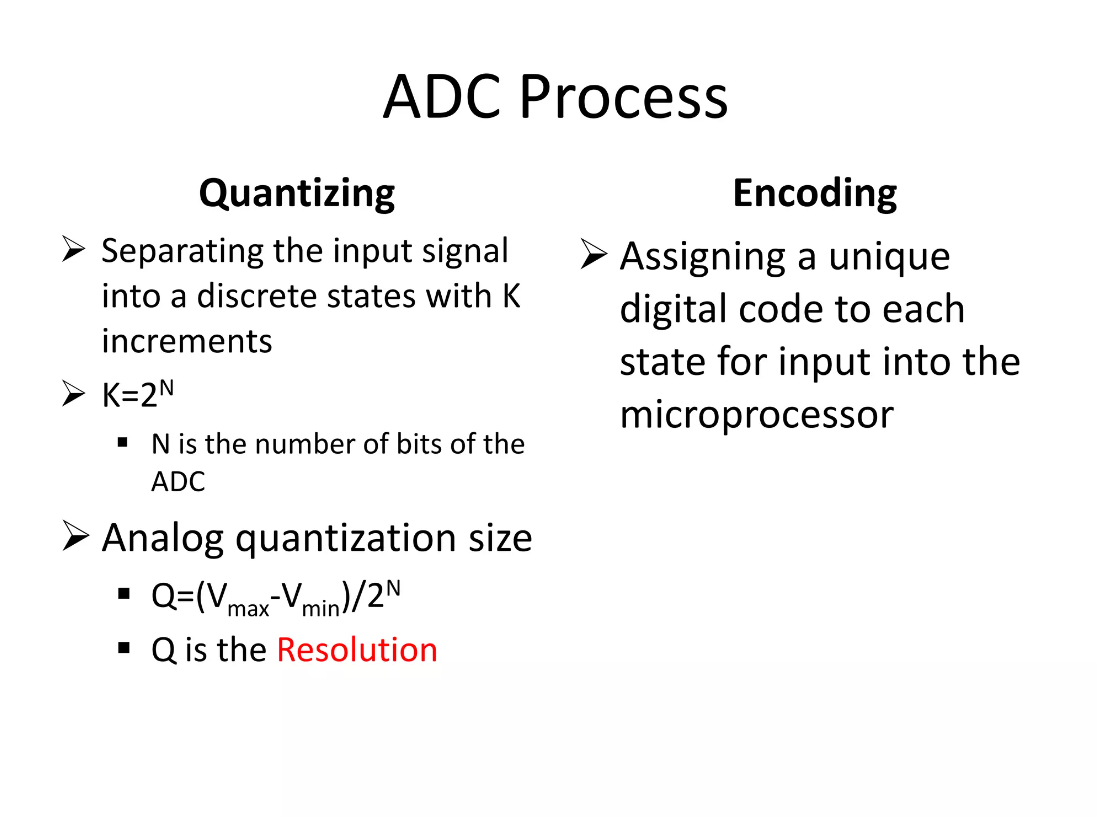 ADC Process
Quantizing
➢ Separating the input signal
into a discrete states with K
increments
➢ K=2ᴺ
▪ N is the number of bits of the
ADC
➢ Analog quantization size
▪ Q=(Vmax-Vmin)/2ᴺ
▪ Q is the Resolution
Encoding
➢ Assigning a unique
digital code to each
state for input into the
microprocessor